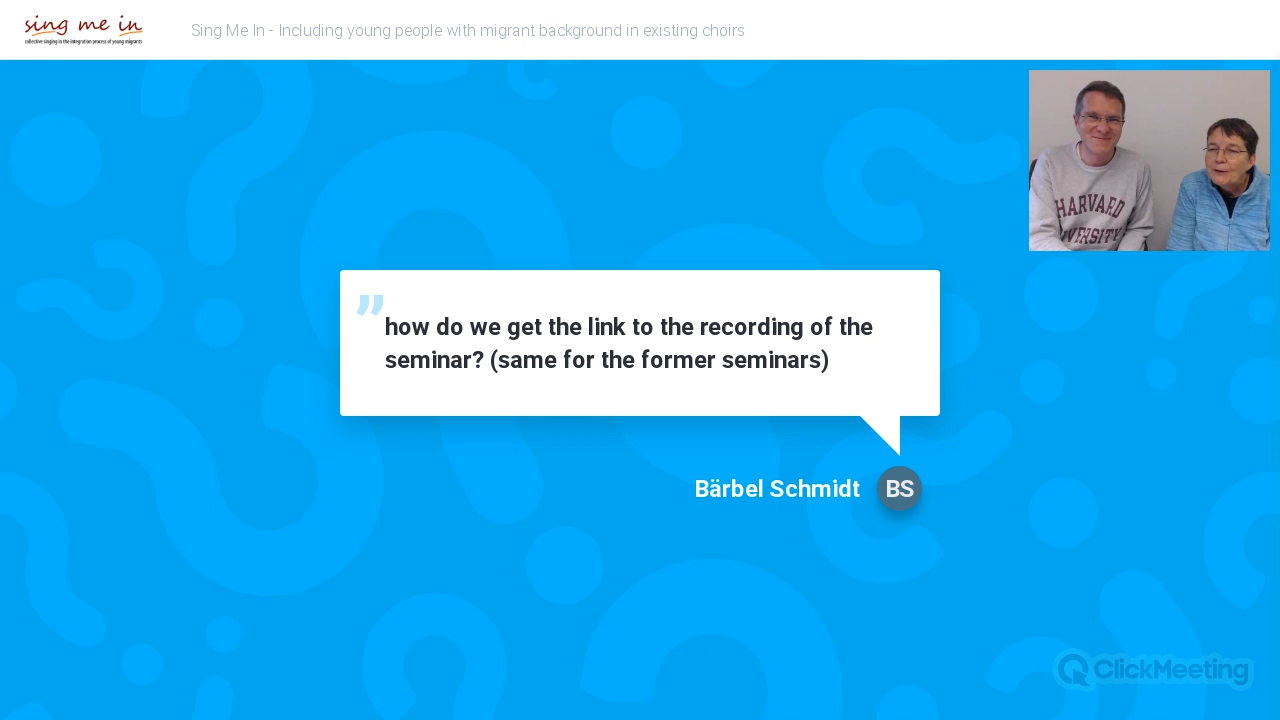 sing me in
collective singing in the integration process of young migrants
Sing Me In - Including young people with migrant background in existing choirs
HARVARD
UNIVERSITY
"
how do we get the link to the recording of the
seminar? (same for the former seminars)
Bärbel Schmidt BS
ClickMeeting